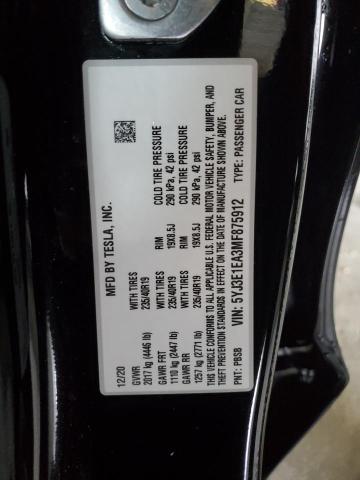 MFD BY TESLA, INC.
12/20
GVWR
2017 kg (4446 lb)
WITH TIRES
235/40R19
RIM
19X8.5J
COLD TIRE PRESSURE
290 kPa, 42 psi
GAWR FRT
1110 kg (2447 lb)
WITH TIRES
235/40R19
RIM
19X8.5J
COLD TIRE PRESSURE
290 kPa, 42 psi
GAWR RR
1257 kg (2771 lb)
WITH TIRES
235/40R19
RIM
19X8.5J
COLD TIRE PRESSURE
290 kPa, 42 psi
THIS VEHICLE CONFORMS TO ALL APPLICABLE U.S. FEDERAL MOTOR VEHICLE SAFETY, BUMPER, AND
THEFT PREVENTION STANDARDS IN EFFECT ON THE DATE OF MANUFACTURE SHOWN ABOVE.
VIN: 5YJ3E1EA3MF875912
PNT: PBSB
TYPE: PASSENGER CAR